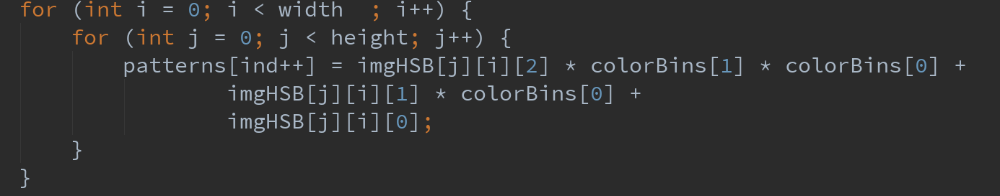 for (int i = 0; i < width  ; i++) {
    for (int j = 0; j < height; j++) {
        patterns[ind++] = imgHSB[j][i][2] * colorBins[1] * colorBins[0] +
                imgHSB[j][i][1] * colorBins[0] +
                imgHSB[j][i][0];
    }
}